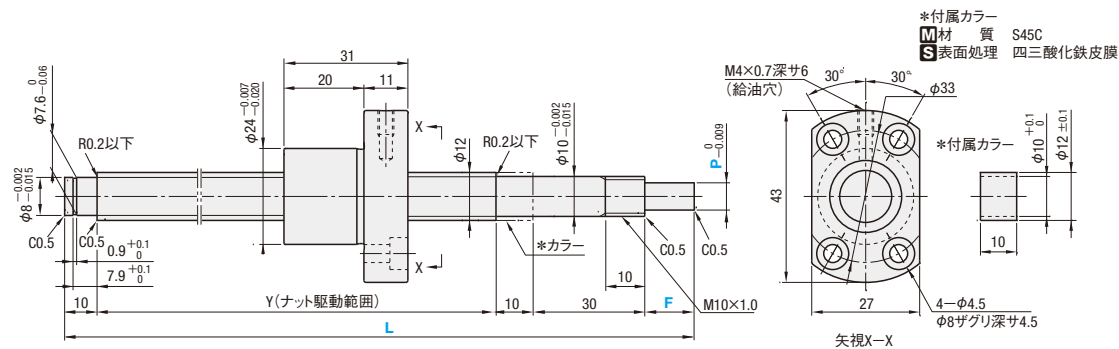 *付属カラー
M材 質 S45C
S表面処理 四三酸化鉄皮膜
31
20
11
M4×0.7深サ6
(給油穴)
30°
30°
φ33
φ7.6 0 -0.06
R0.2以下
φ24 -0.007 -0.020
X
φ12
R0.2以下
φ10 -0.002 -0.015
P 0 -0.009
43
*付属カラー
φ10 +0.1 0
φ12 ±0.1
φ8 -0.002 -0.015
C0.5
C0.5
0.9 +0.1 0
7.9 +0.1 0
X
*カラー
C0.5
C0.5
10
10
Y(ナット駆動範囲)
10
30
10
F
M10×1.0
L
27
4-φ4.5
φ8ザグリ深サ4.5
矢視X-X